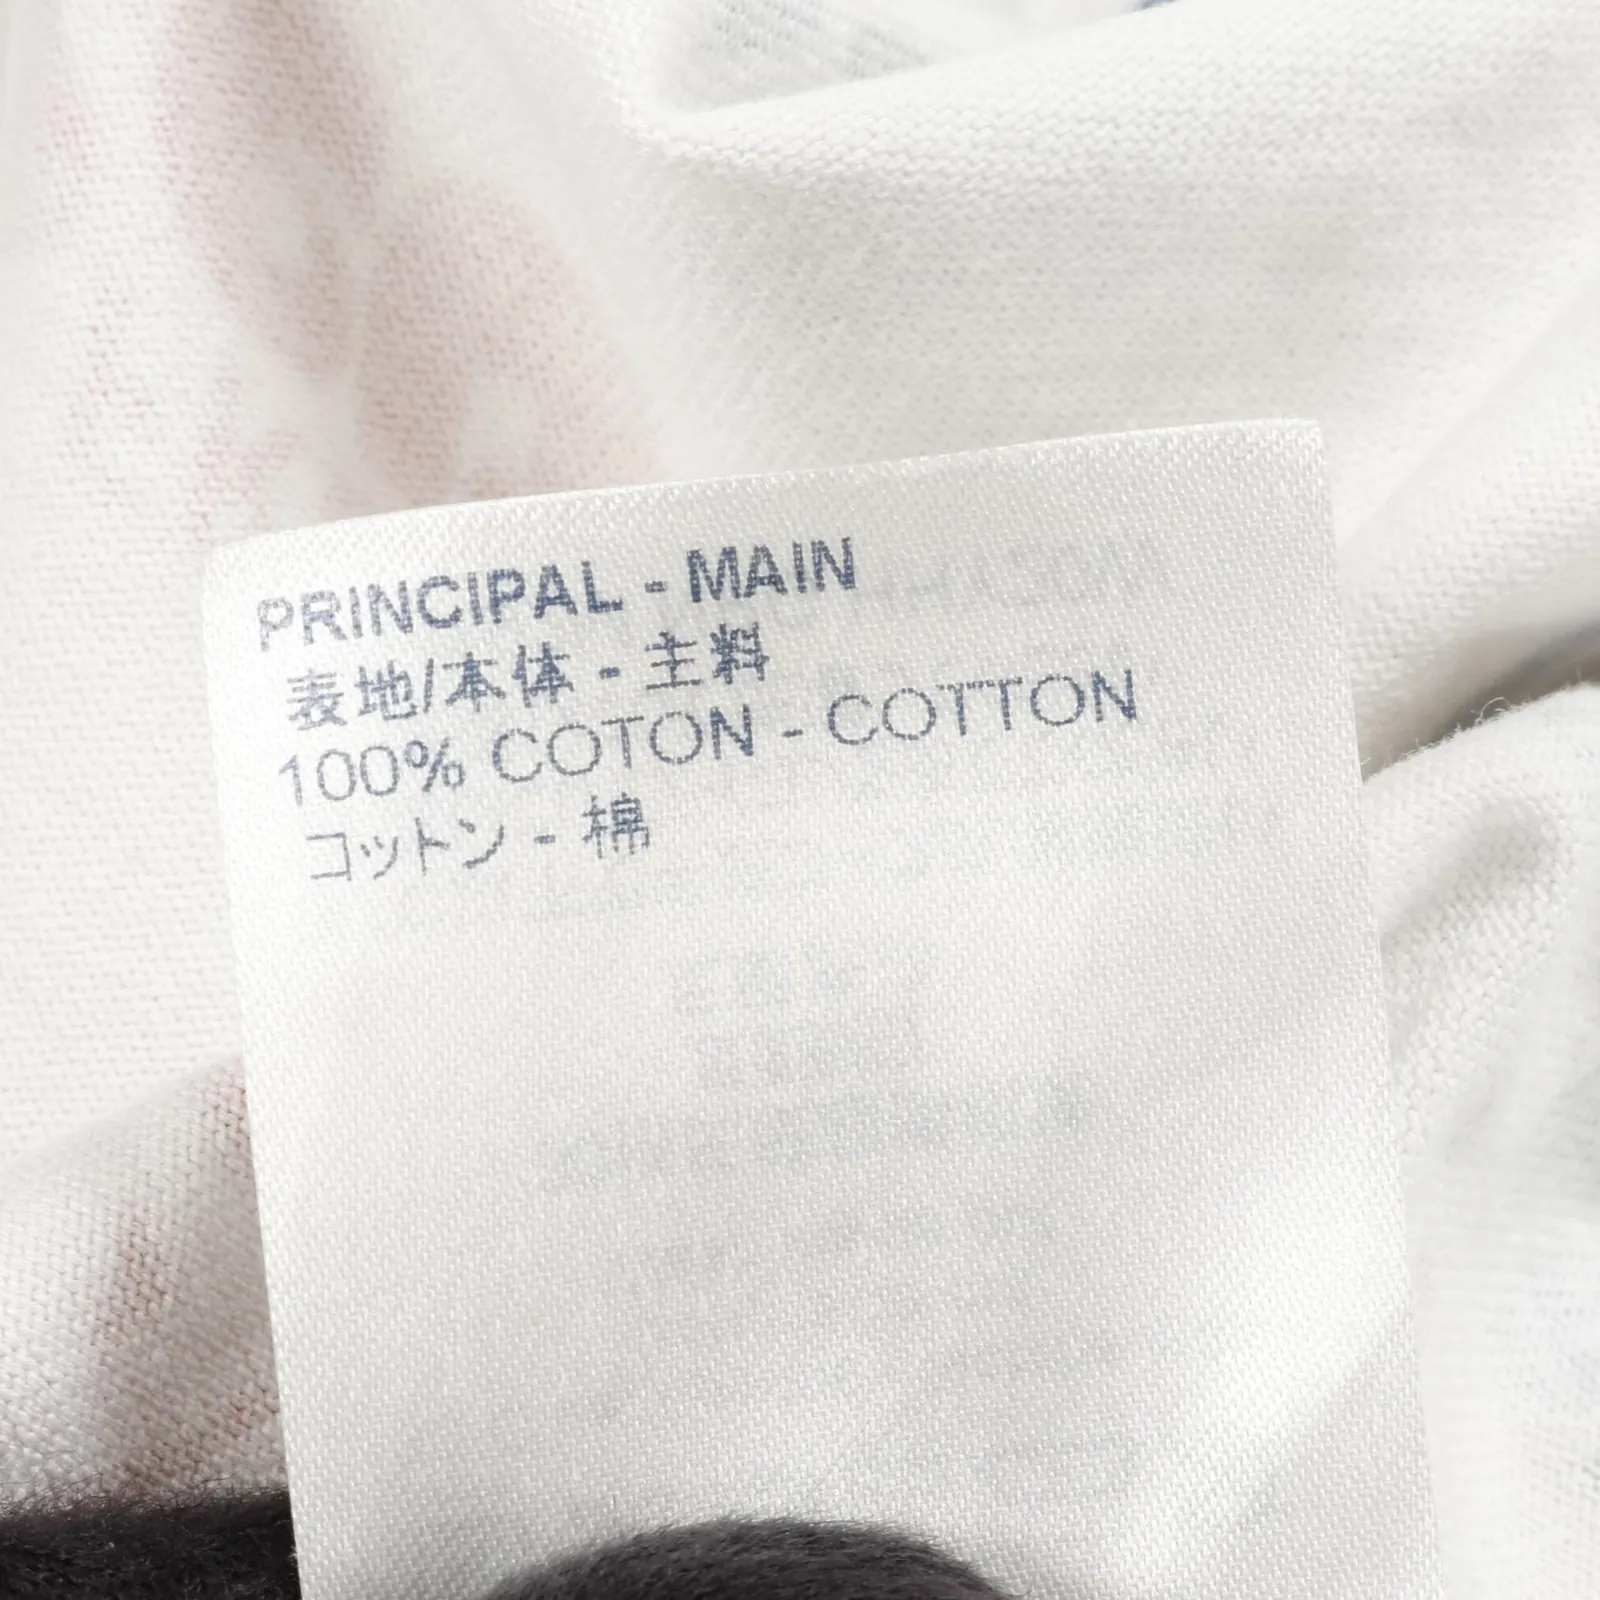 PRINCIPAL - MAIN
表地/本体 - 主料
100% COTON - COTTON
コットン - 棉